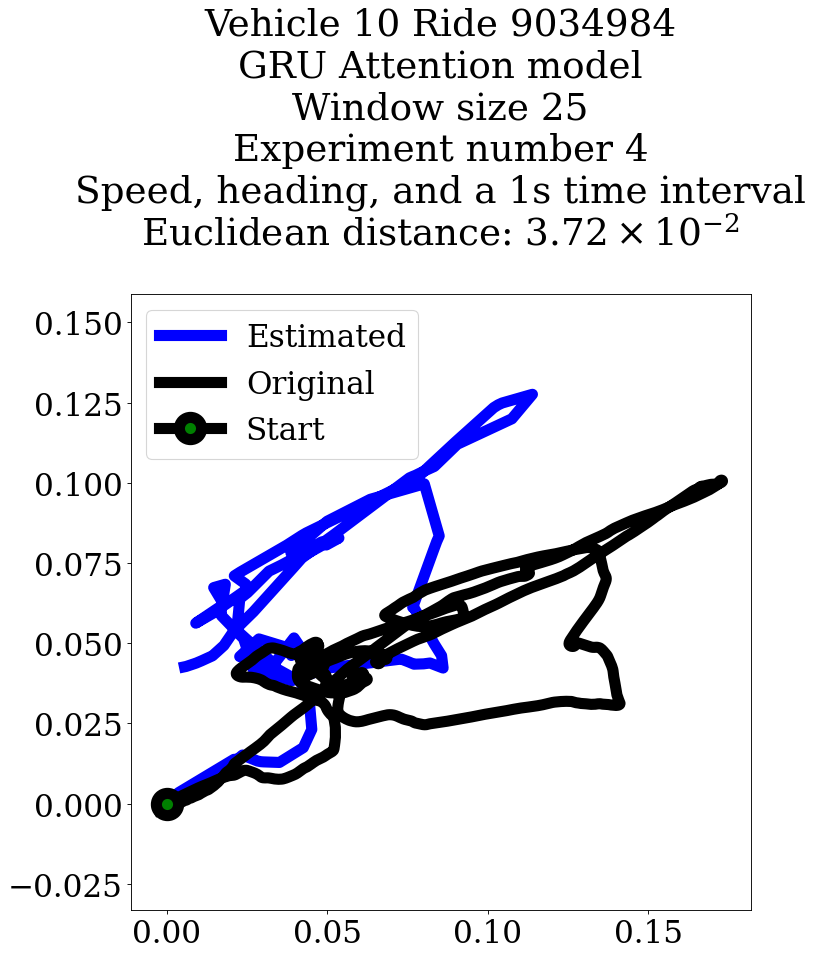 Vehicle 10 Ride 9034984
GRU Attention model
Window size 25
Experiment number 4
Speed, heading, and a 1s time interval
Euclidean distance: 3.72 × 10⁻²
0.150
0.125
0.100
0.075
0.050
0.025
0.000
−0.025
Estimated
Original
Start
0.00 0.05 0.10 0.15